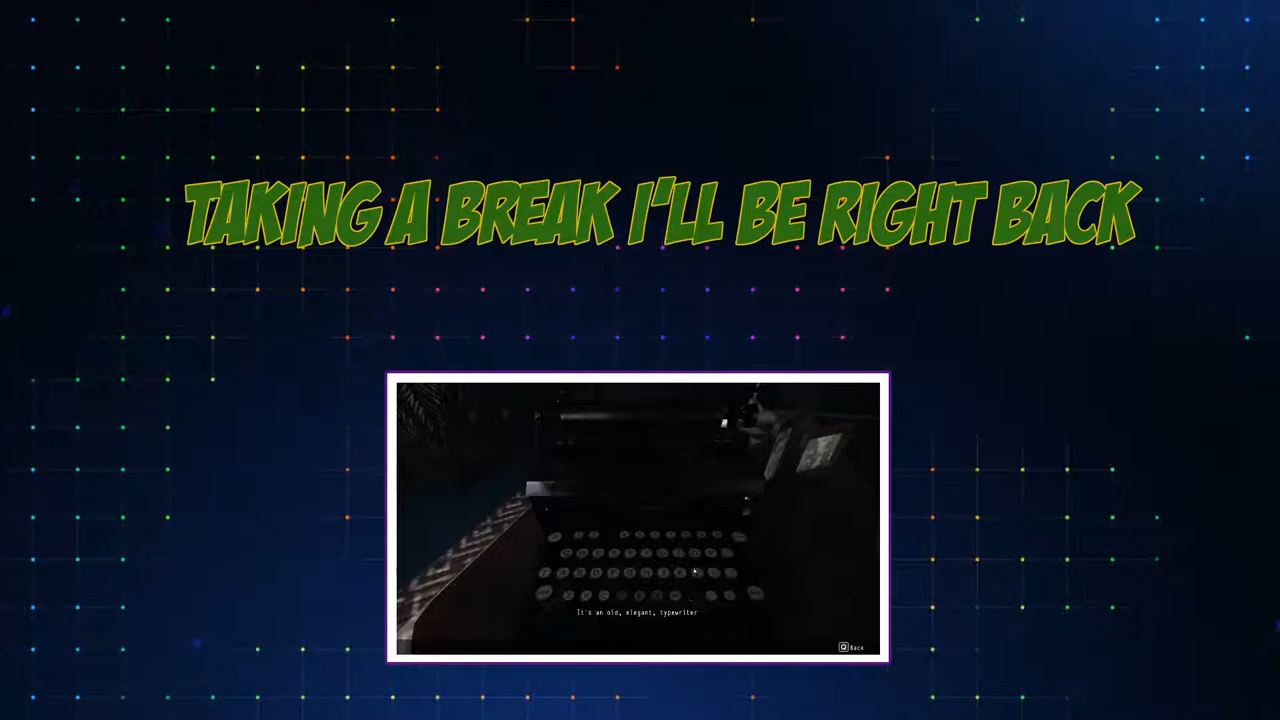 TAKING A BREAK I'LL BE RIGHT BACK
It's an old, elegant, typewriter
Q Back